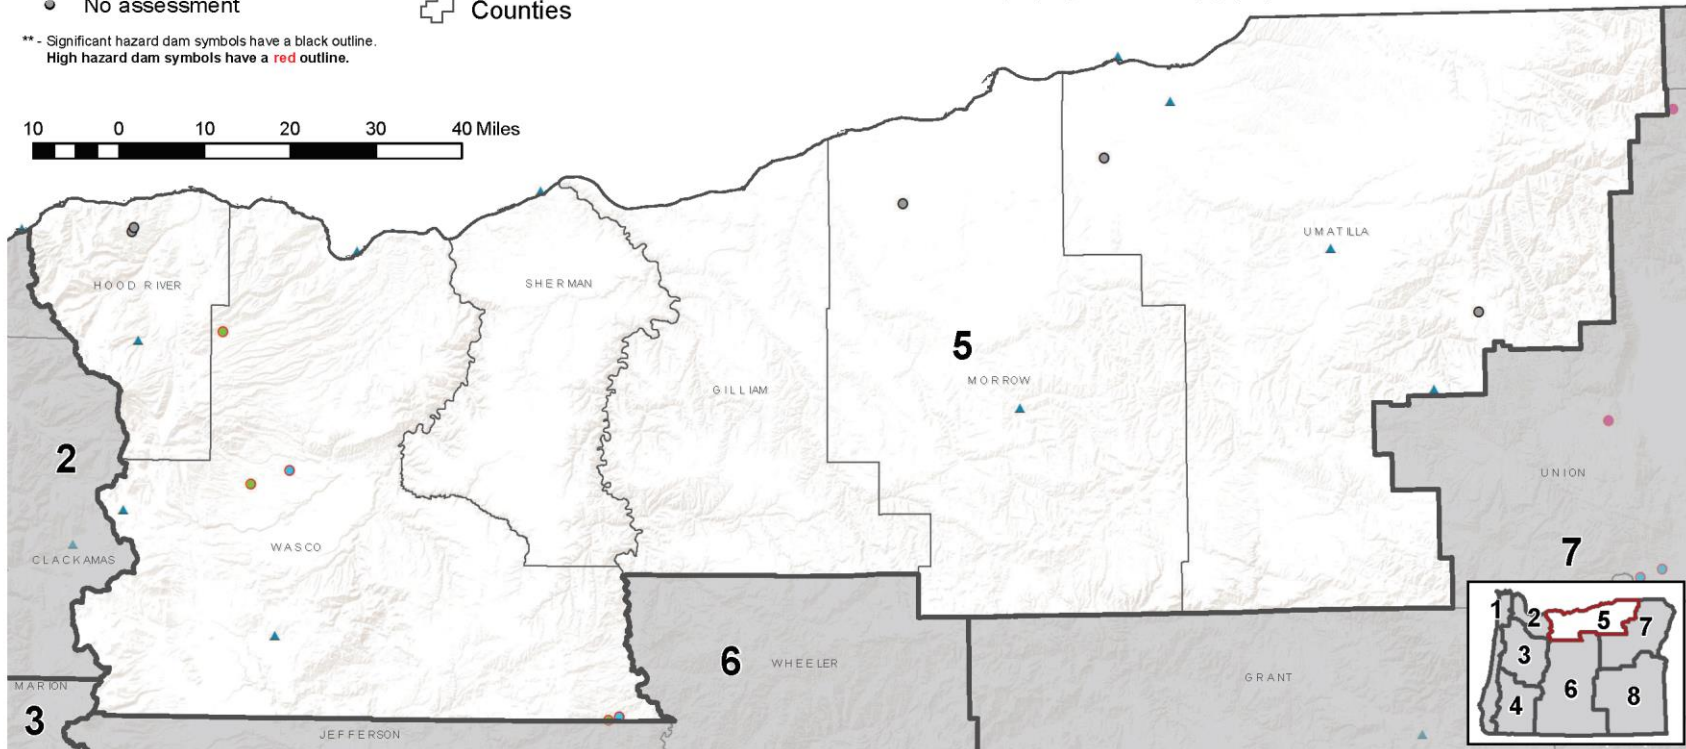 No assessment
Counties
** - Significant hazard dam symbols have a black outline.
High hazard dam symbols have a red outline.
10 0 10 20 30 40 Miles
HOOD RIVER
SHERMAN
UMATILLA
5
MORROW
GILLIAM
2
UNION
WASCO
CLACKAMAS
7
6
WHEELER
GRANT
MARION
3
JEFFERSON
1
2
5
7
3
6
8
4